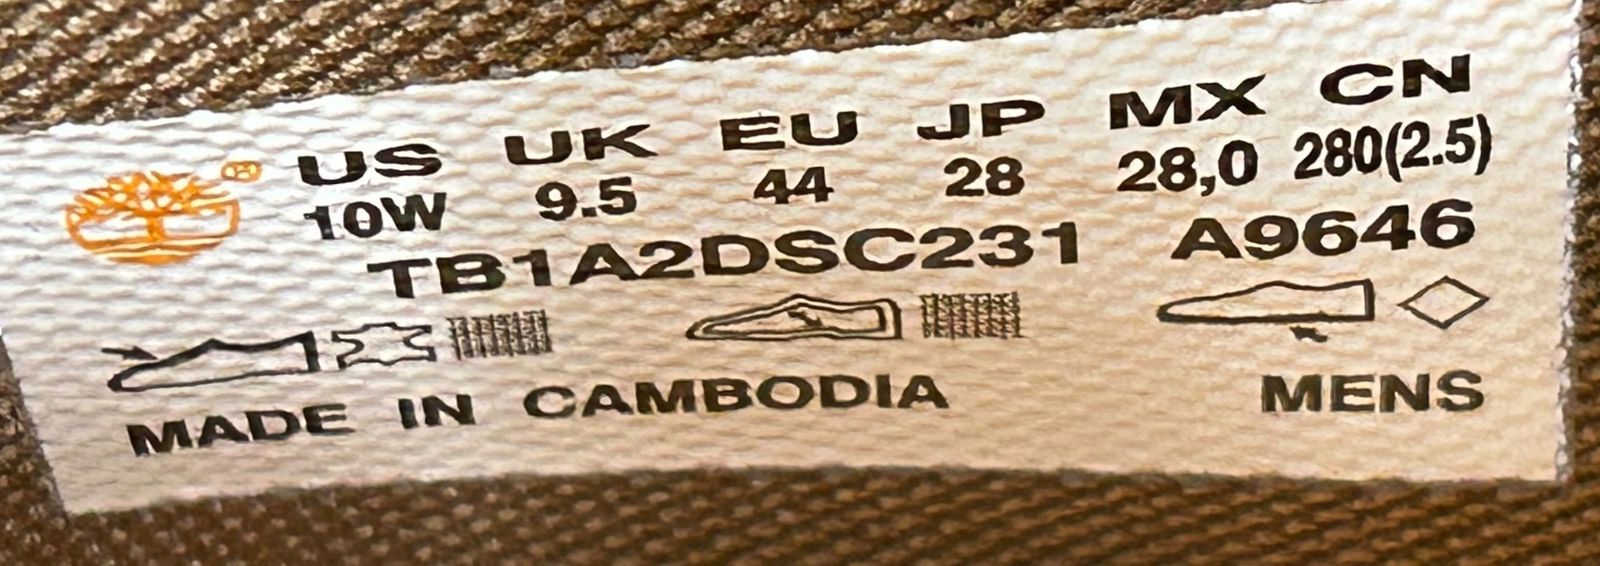 ® US UK EU JP MX CN
10W 9.5 44 28 28,0 280(2.5)
TB1A2DSC231 A9646
MADE IN CAMBODIA MENS